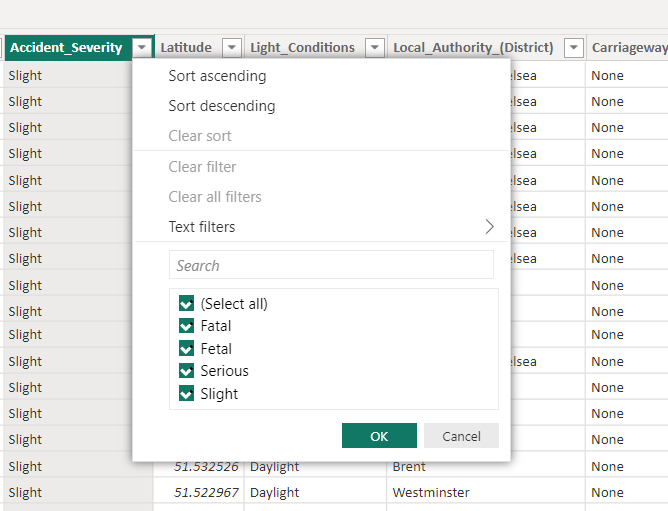 Accident_Severity Latitude Light_Conditions Local_Authority_(District) Carriageway
Slight Sort ascending elsea None
Slight Sort descending elsea None
Slight Clear sort elsea None
Slight Clear filter elsea None
Slight Clear all filters elsea None
Slight Text filters elsea None
Slight elsea None
Slight Search elsea None
Slight (Select all) None
Slight Fatal None
Slight Fetal None
Slight Serious elsea None
Slight Slight None
Slight None
Slight OK Cancel None
Slight 51.532526 Daylight Brent None
Slight 51.522967 Daylight Westminster None